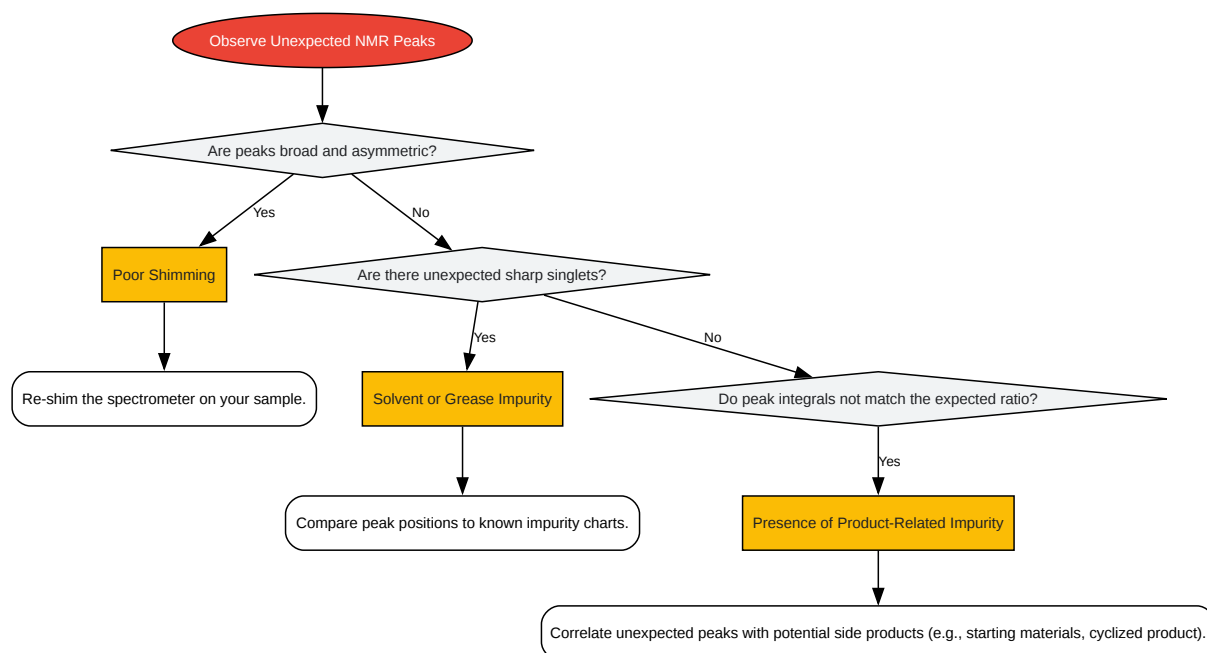 Observe Unexpected NMR Peaks
Are peaks broad and asymmetric?
Yes
No
Poor Shimming
Are there unexpected sharp singlets?
Yes
No
Re-shim the spectrometer on your sample.
Solvent or Grease Impurity
Do peak integrals not match the expected ratio?
Yes
Compare peak positions to known impurity charts.
Presence of Product-Related Impurity
Correlate unexpected peaks with potential side products (e.g., starting materials, cyclized product).